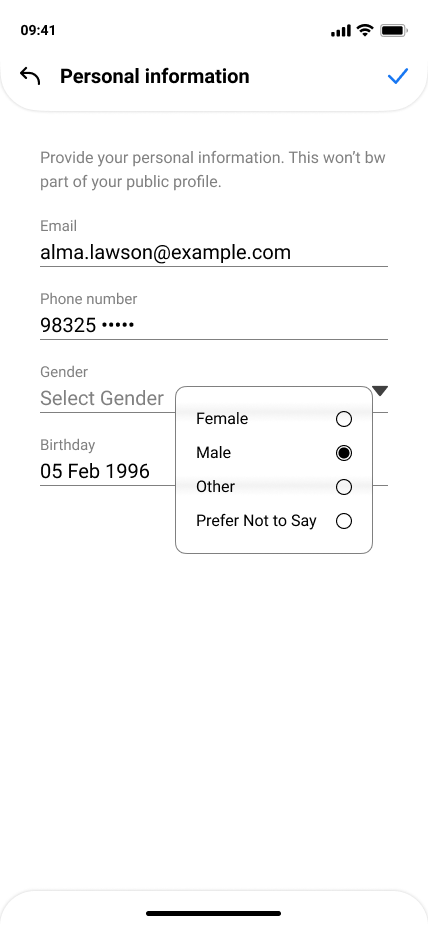 09:41
Personal information
Provide your personal information. This won’t bw
part of your public profile.
Email
alma.lawson@example.com
Phone number
98325 •••••
Gender
Select Gender
Female
Male
Other
Prefer Not to Say
Birthday
05 Feb 1996